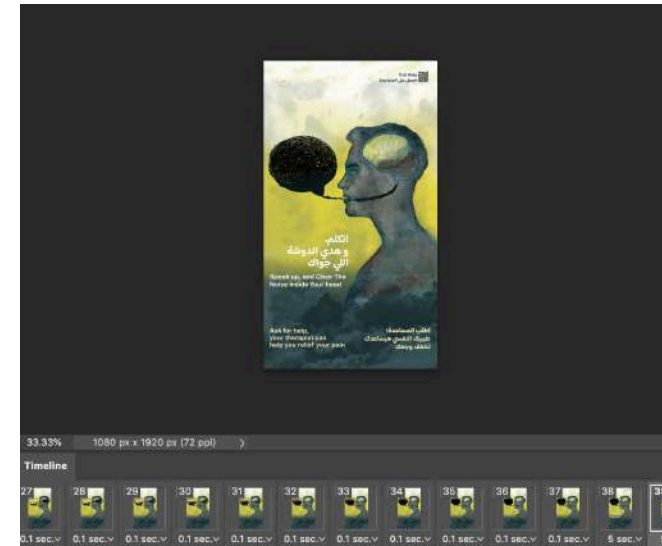 اتكلم،
و هدي الدوشة
اللي جواك
Speak up, and Clear The
Noise Inside Your head
Ask for help,
your therapist can
help you relief your pain
اطلب المساعدة؛
طبيبك النفسي هيساعدك
تخفف وجعك
33.33% 1080 px x 1920 px (72 ppi)
Timeline
27 28 29 30 31 32 33 34 35 36 37 38
0.1 sec. 0.1 sec. 0.1 sec. 0.1 sec. 0.1 sec. 0.1 sec. 0.1 sec. 0.1 sec. 0.1 sec. 0.1 sec. 0.1 sec. 5 sec.